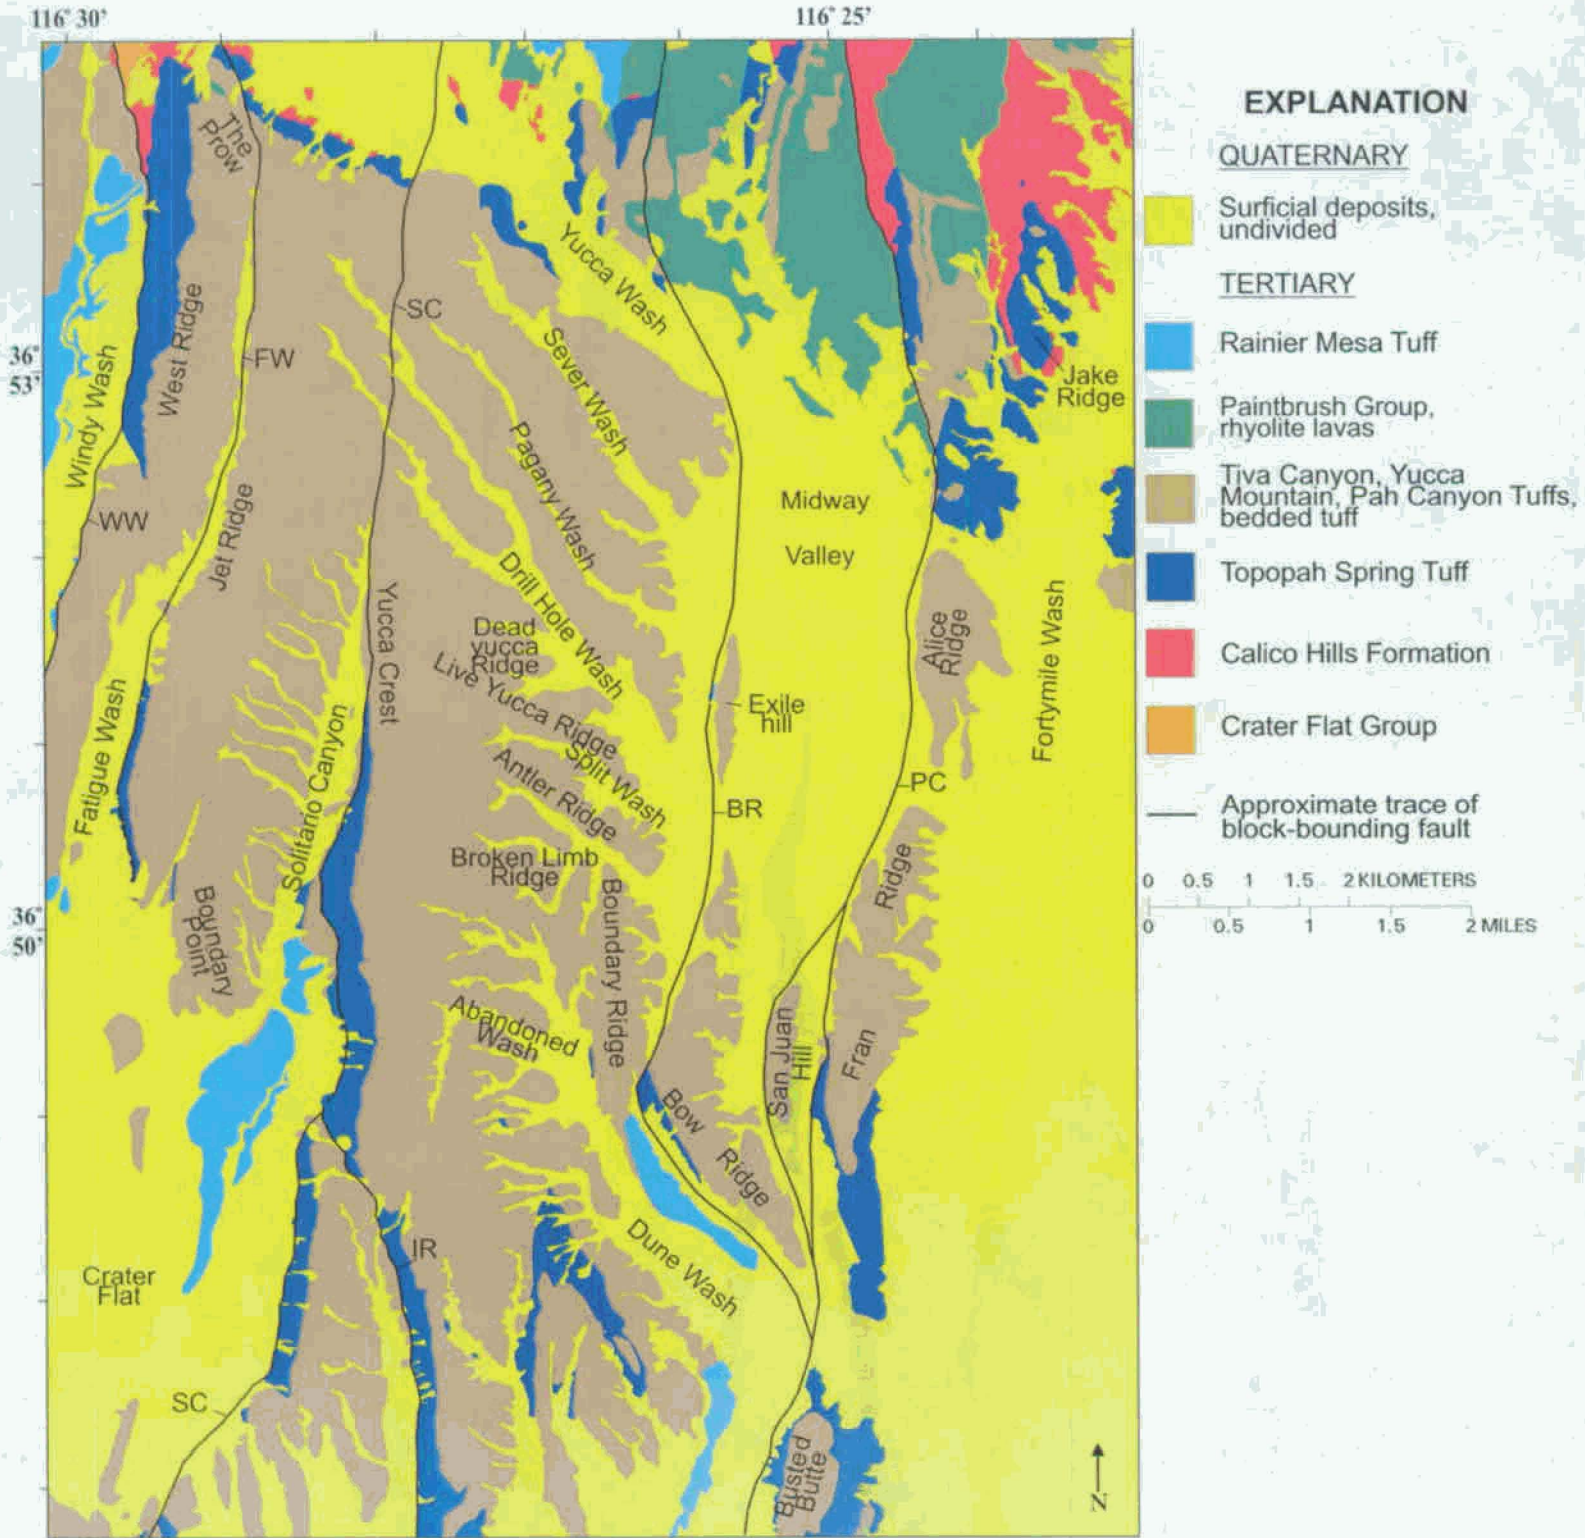 116° 30'
116° 25'
The
Prow
West Ridge
Windy Wash
FW
SC
Yucca Wash
Sever Wash
Pagany Wash
36°
53'
Jake
Ridge
WW
Jet Ridge
Midway
Valley
Drill Hole Wash
Yucca Crest
Dead
yucca
Ridge
Live Yucca Ridge
Alice
Ridge
Fortymile Wash
Exile
hill
Fatigue Wash
Solitario Canyon
Split Wash
Antler Ridge
BR
PC
Broken Limb
Ridge
Boundary Ridge
Ridge
36°
50'
Boundary
Point
Abandoned
Wash
San Juan
Hill
Fran
Bow
Ridge
Dune Wash
IR
Crater
Flat
SC
Busted
Butte
N
EXPLANATION
QUATERNARY
Surficial deposits,
undivided
TERTIARY
Rainier Mesa Tuff
Paintbrush Group,
rhyolite lavas
Tiva Canyon, Yucca
Mountain, Pah Canyon Tuffs,
bedded tuff
Topopah Spring Tuff
Calico Hills Formation
Crater Flat Group
Approximate trace of
block-bounding fault
0 0.5 1 1.5 2 KILOMETERS
0 0.5 1 1.5 2 MILES